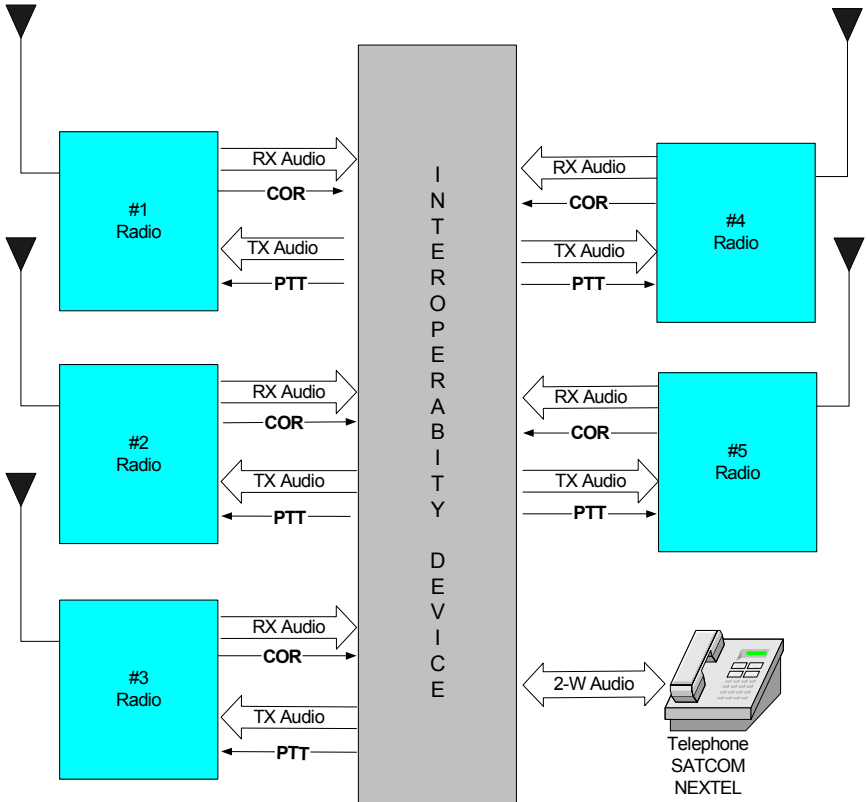 #1
Radio
RX Audio
COR
TX Audio
PTT
#2
Radio
RX Audio
COR
TX Audio
PTT
#3
Radio
RX Audio
COR
TX Audio
PTT
INTEROPERABITY DEVICE
RX Audio
COR
TX Audio
PTT
#4
Radio
RX Audio
COR
TX Audio
PTT
#5
Radio
2-W Audio
Telephone
SATCOM
NEXTEL